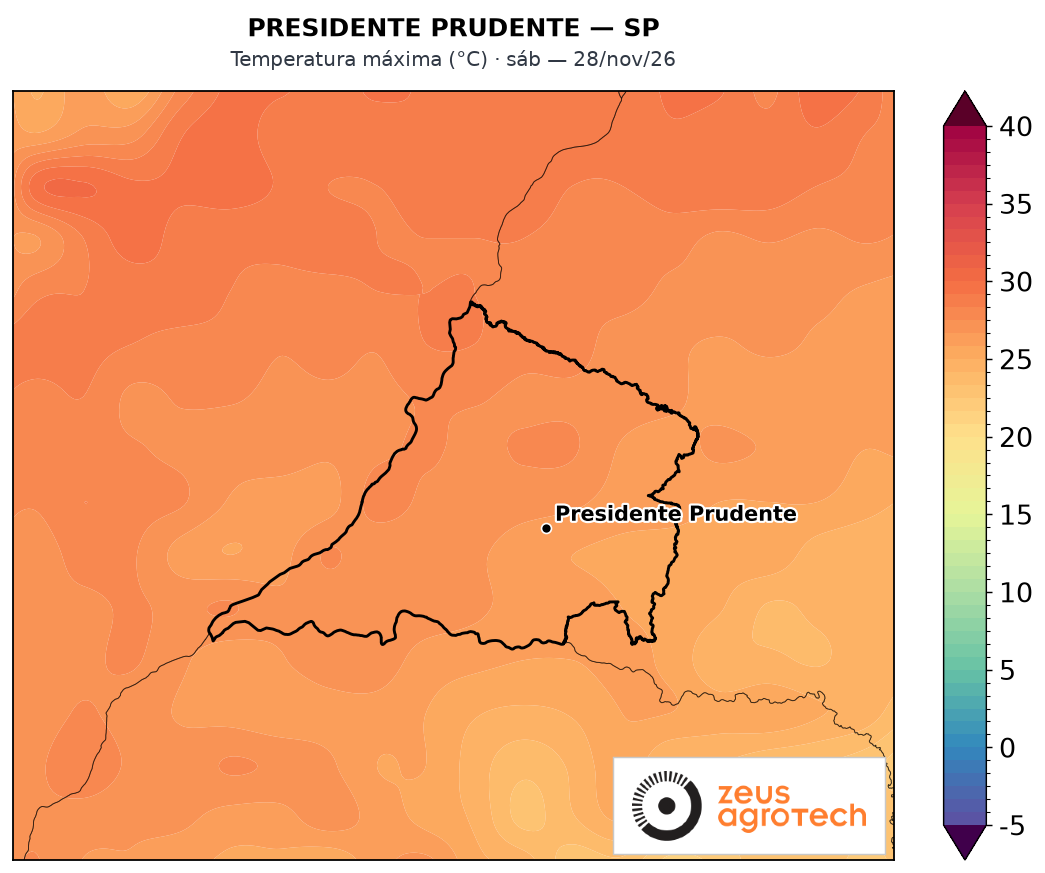 PRESIDENTE PRUDENTE — SP
Temperatura máxima (°C) · sáb — 28/nov/26
40
35
30
25
20
15
10
5
0
-5
Presidente Prudente
zeus
agrotech